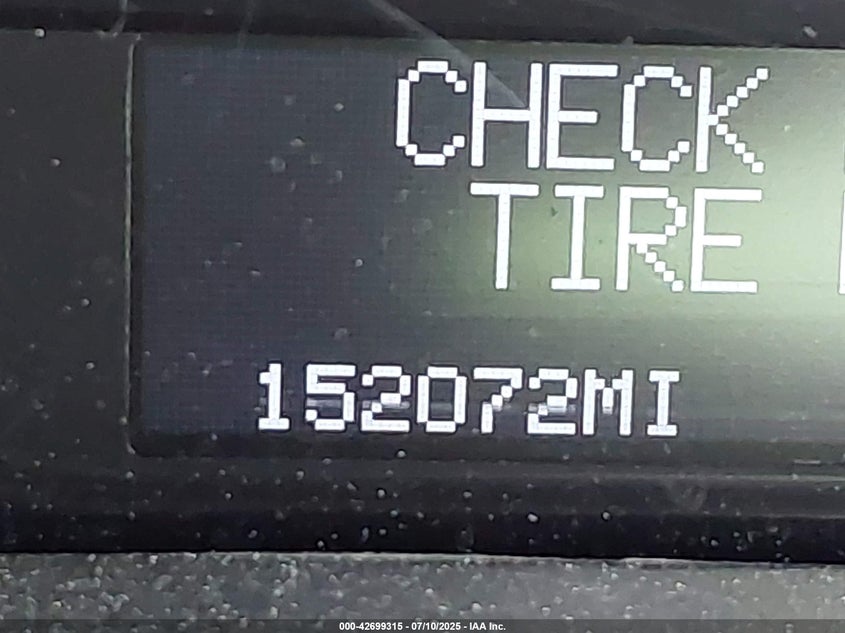 CHECK
TIRE
152072MI
000-42699315 - 07/10/2025 - IAA Inc.